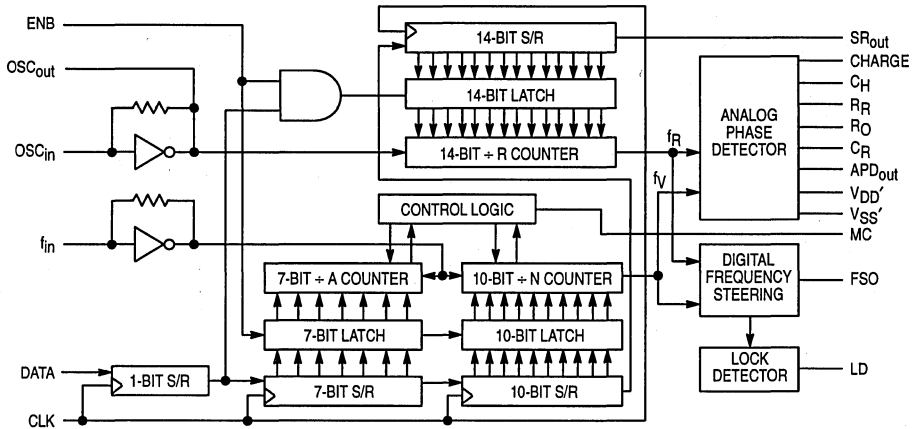 ENB
OSCout
OSCin
fin
DATA
CLK
14-BIT S/R
14-BIT LATCH
14-BIT ÷ R COUNTER
CONTROL LOGIC
7-BIT ÷ A COUNTER
10-BIT ÷ N COUNTER
7-BIT LATCH
10-BIT LATCH
1-BIT S/R
7-BIT S/R
10-BIT S/R
fR
fV
ANALOG
PHASE
DETECTOR
DIGITAL
FREQUENCY
STEERING
LOCK
DETECTOR
SRout
CHARGE
CH
RR
RO
CR
APDout
VDD′
VSS′
MC
FSO
LD